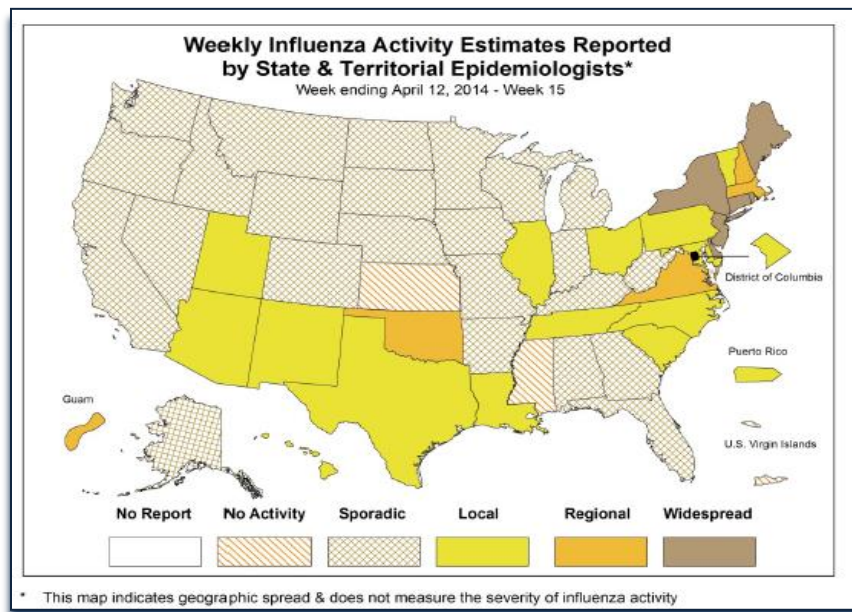 Weekly Influenza Activity Estimates Reported
by State & Territorial Epidemiologists*
Week ending April 12, 2014 - Week 15
District of Columbia
Puerto Rico
Guam
U.S. Virgin Islands
No Report No Activity Sporadic Local Regional Widespread
* This map indicates geographic spread & does not measure the severity of influenza activity